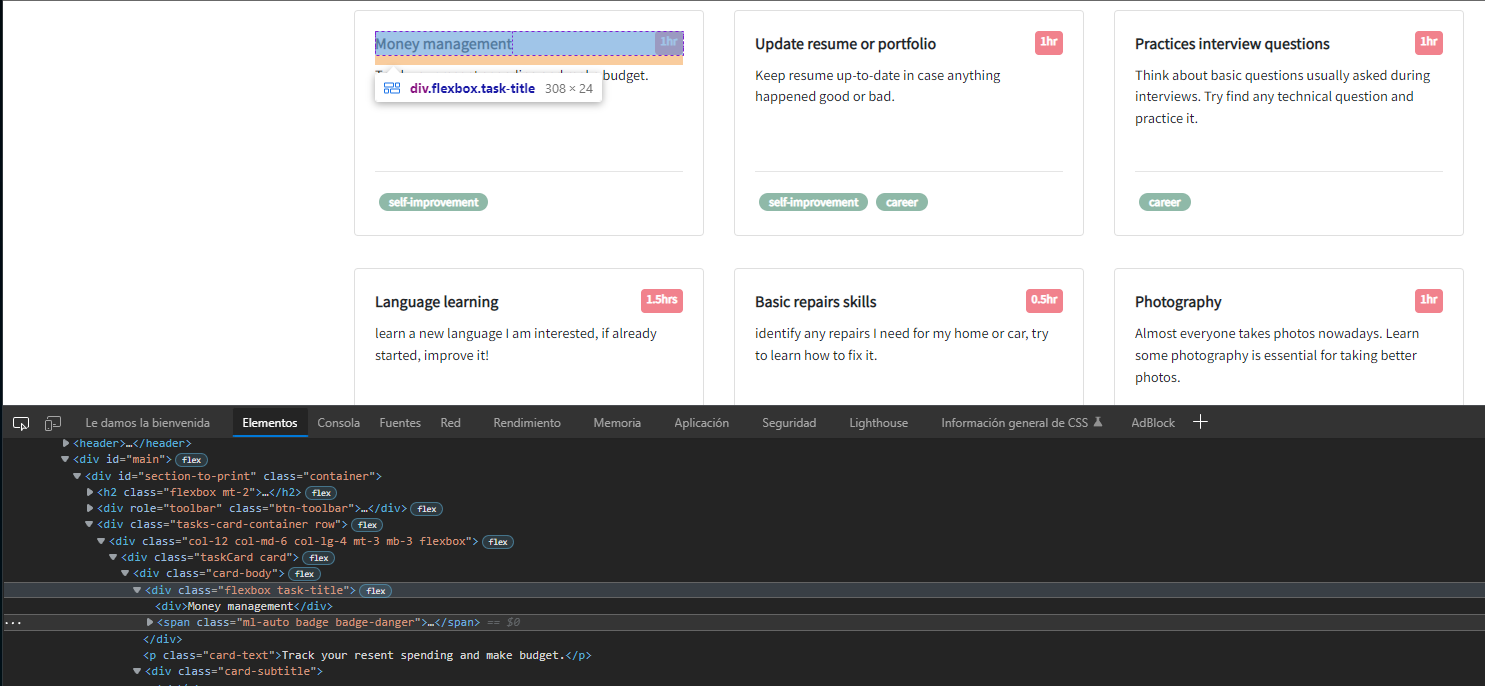 Money management 1hr
budget.
div.flexbox.task-title 308 × 24
self-improvement
Update resume or portfolio 1hr
Keep resume up-to-date in case anything
happened good or bad.
self-improvement career
Practices interview questions 1hr
Think about basic questions usually asked during
interviews. Try find any technical question and
practice it.
career
Language learning 1.5hrs
learn a new language I am interested, if already
started, improve it!
Basic repairs skills 0.5hr
identify any repairs I need for my home or car, try
to learn how to fix it.
Photography 1hr
Almost everyone takes photos nowadays. Learn
some photography is essential for taking better
photos.
Le damos la bienvenida Elementos Consola Fuentes Red Rendimiento Memoria Aplicación Seguridad Lighthouse Información general de CSS AdBlock
<header>…</header>
<div id="main"> flex
<div id="section-to-print" class="container">
<h2 class="flexbox mt-2">…</h2> flex
<div role="toolbar" class="btn-toolbar">…</div> flex
<div class="tasks-card-container row"> flex
<div class="col-12 col-md-6 col-lg-4 mt-3 mb-3 flexbox"> flex
<div class="taskCard card"> flex
<div class="card-body"> flex
<div class="flexbox task-title"> flex
<div>Money management</div>
… <span class="ml-auto badge badge-danger">…</span> == $0
</div>
<p class="card-text">Track your resent spending and make budget.</p>
<div class="card-subtitle">